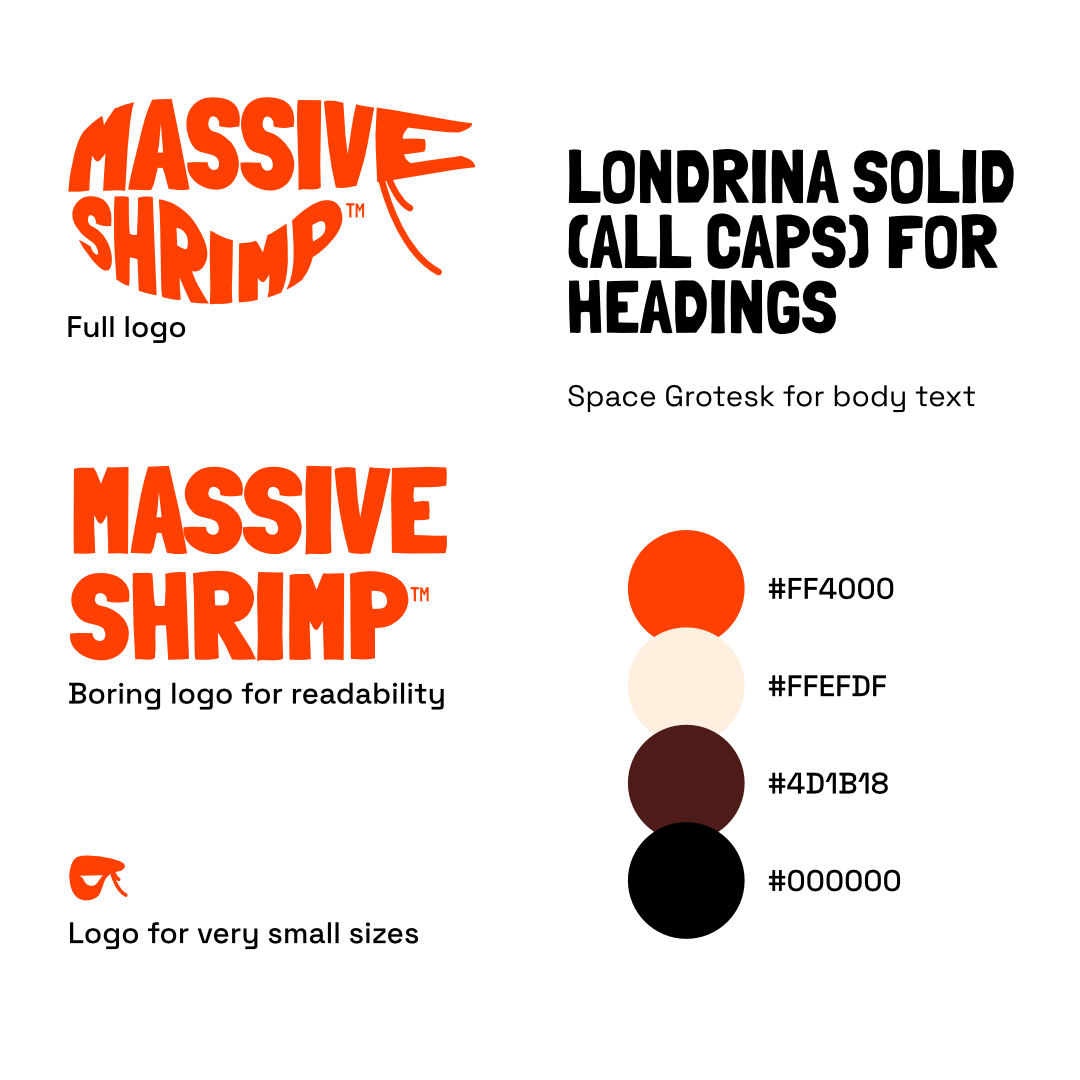 MASSIVE
SHRIMP™
Full logo
MASSIVE
SHRIMP™
Boring logo for readability
Logo for very small sizes
LONDRINA SOLID
(ALL CAPS) FOR
HEADINGS
Space Grotesk for body text
#FF4000
#FFEFDF
#4D1B18
#000000